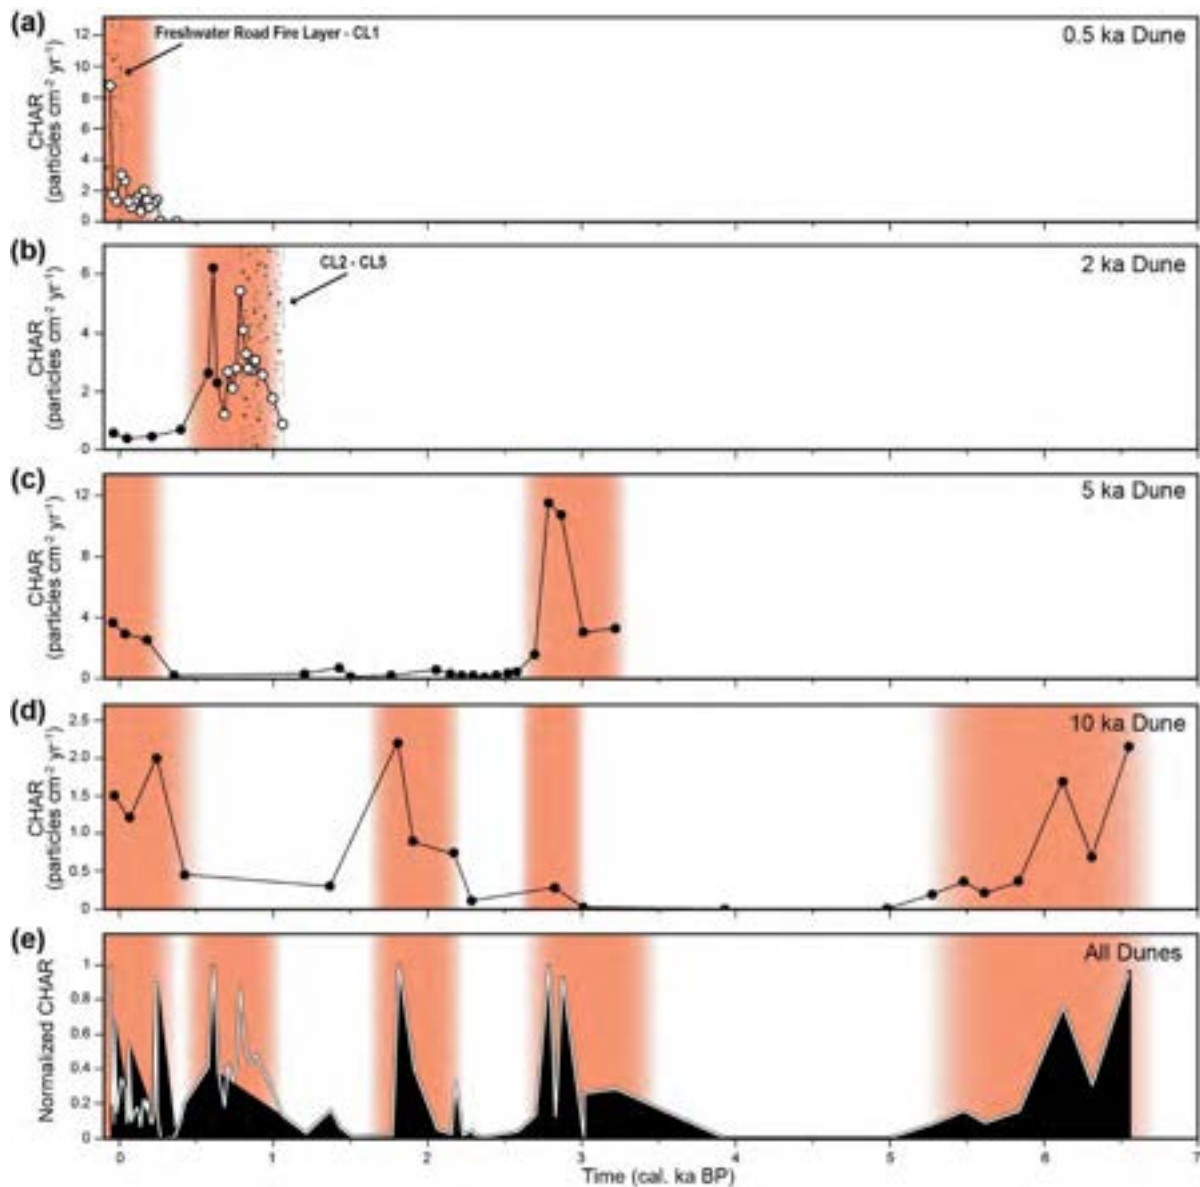 (a)
Freshwater Road Fire Layer - CL1
0.5 ka Dune
CHAR
(particles cm⁻² yr⁻¹)
12
10
8
6
4
2
0
(b)
CL2 - CL5
2 ka Dune
CHAR
(particles cm⁻² yr⁻¹)
6
4
2
0
(c)
5 ka Dune
CHAR
(particles cm⁻² yr⁻¹)
12
8
4
0
(d)
10 ka Dune
CHAR
(particles cm⁻² yr⁻¹)
2.5
2.0
1.5
1.0
0.5
0
(e)
All Dunes
Normalized CHAR
1
0.8
0.6
0.4
0.2
0
0 1 2 3 4 5 6 7
Time (cal. ka BP)